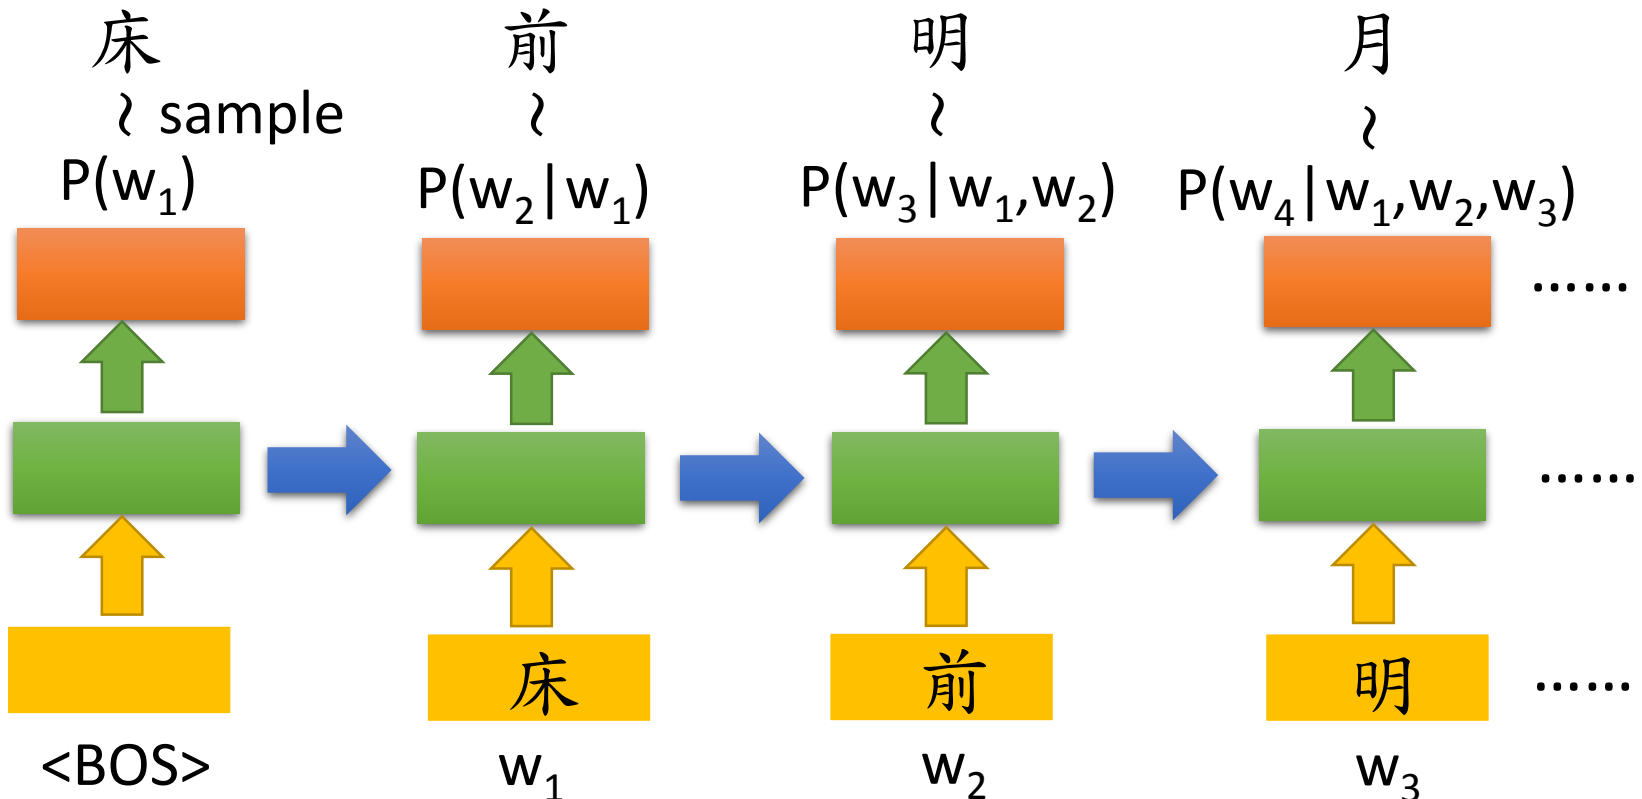 床 前 明 月
~ sample ~ ~ ~
P(w₁) P(w₂|w₁) P(w₃|w₁,w₂) P(w₄|w₁,w₂,w₃)
……
……
床 前 明 ……
<BOS> w₁ w₂ w₃